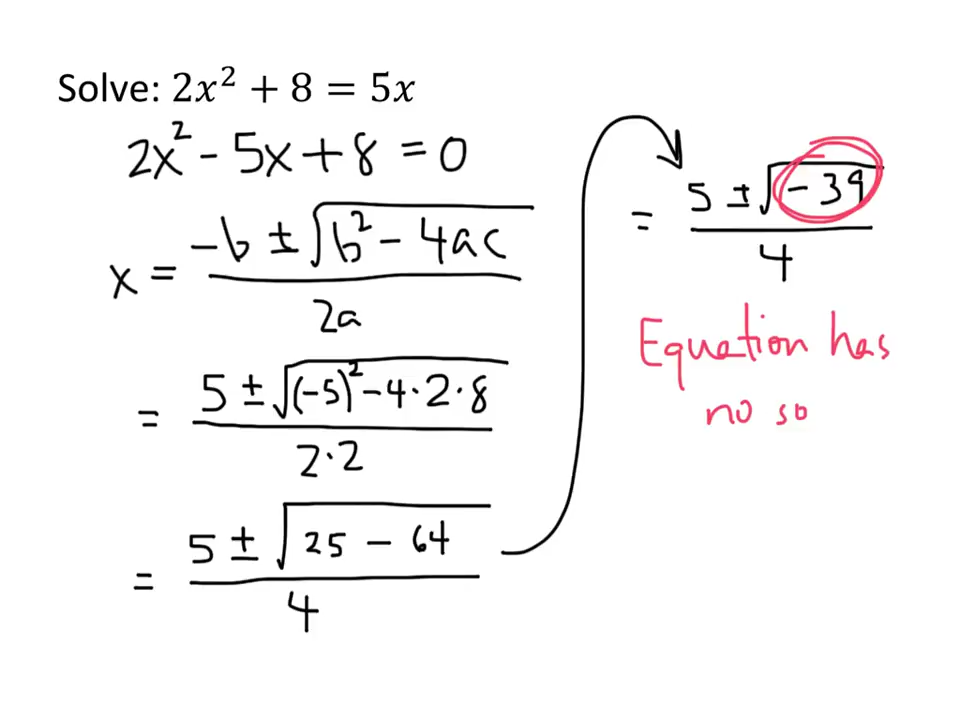 Solve: 2x² + 8 = 5x
2x² - 5x + 8 = 0
x = (-b ± √(b² - 4ac)) / (2a)
= (5 ± √((-5)² - 4·2·8)) / (2·2)
= (5 ± √(25 - 64)) / 4
= (5 ± √(-39)) / 4
Equation has
no so